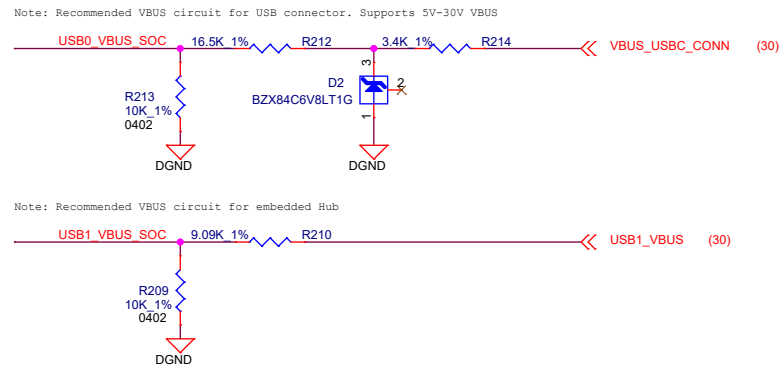 Note: Recommended VBUS circuit for USB connector. Supports 5V-30V VBUS
USB0_VBUS_SOC 16.5K_1% R212 3.4K_1% R214 VBUS_USBC_CONN (30)
3
D2 2
BZX84C6V8LT1G
R213
10K_1%
0402
1
DGND DGND
Note: Recommended VBUS circuit for embedded Hub
USB1_VBUS_SOC 9.09K_1% R210 USB1_VBUS (30)
R209
10K_1%
0402
DGND